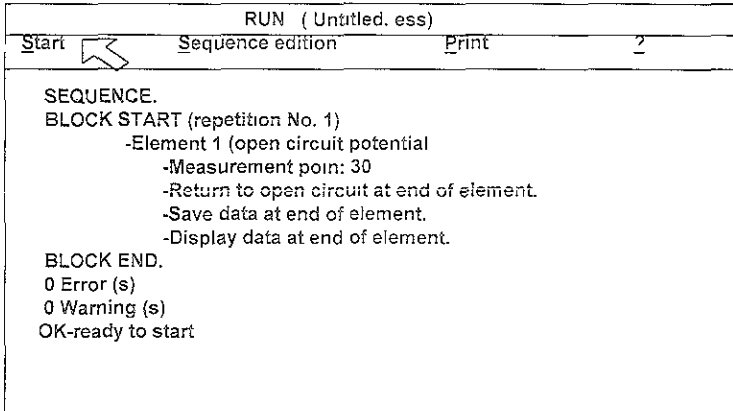 RUN ( Untitled. ess)
Start Sequence edition Print ?
SEQUENCE.
BLOCK START (repetition No. 1)
-Element 1 (open circuit potential
-Measurement poin: 30
-Return to open circuit at end of element.
-Save data at end of element.
-Display data at end of element.
BLOCK END.
0 Error (s)
0 Warning (s)
OK-ready to start